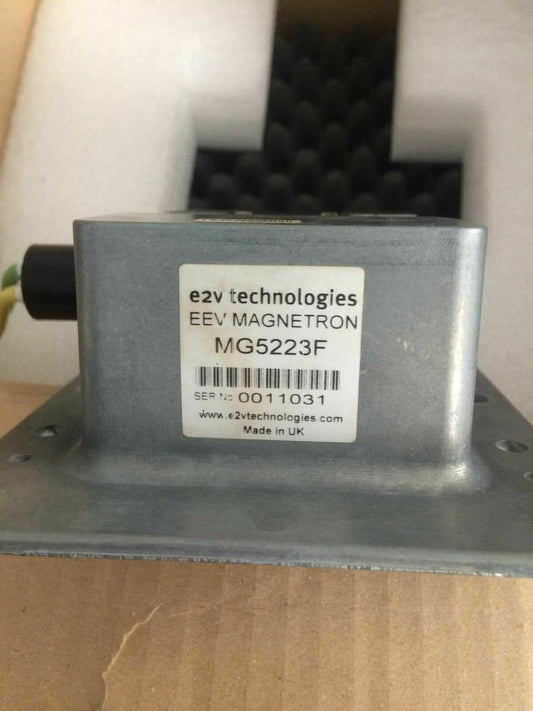 e2v technologies
EEV MAGNETRON
MG5223F
SER No 0011031
www.e2vtechnologies.com
Made in UK